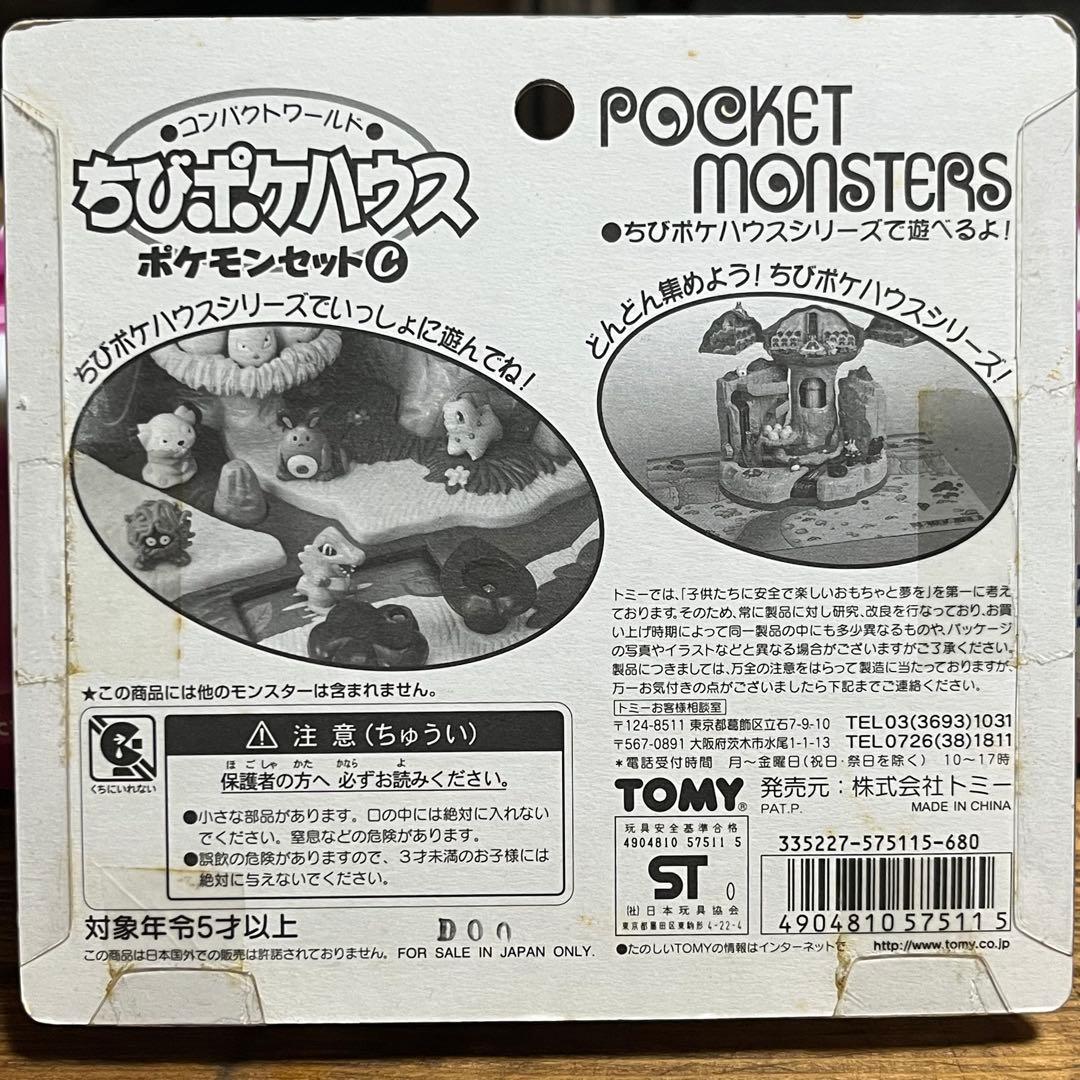 ●コンパクトワールド●
ちびポケハウス
ポケモンセットC
ちびポケハウスシリーズでいっしょに遊んでね!
POCKET
MONSTERS
●ちびポケハウスシリーズで遊べるよ!
どんどん集めよう!ちびポケハウスシリーズ!
★この商品には他のモンスターは含まれません。
くちにいれない
⚠注意(ちゅうい)
ほごしゃ かた かなら よ
保護者の方へ 必ずお読みください。
●小さな部品があります。口の中には絶対に入れない
でください。窒息などの危険があります。
●誤飲の危険がありますので、3才未満のお子様には
絶対に与えないでください。
対象年令5才以上
D00
この商品は日本国外での販売は許諾されておりません。 FOR SALE IN JAPAN ONLY.
トミーでは、「子供たちに安全で楽しいおもちゃと夢を」を第一に考え
ております。そのため、常に製品に対し研究、改良を行なっており、お買
い上げ時期によって同一製品の中にも多少異なるものや、パッケージ
の写真やイラストなどと異なる場合がございますがご了承ください。
製品につきましては、万全の注意をはらって製造に当たっておりますが、
万一お気付きの点がございましたら下記までご連絡ください。
トミーお客様相談室
〒124-8511 東京都葛飾区立石7-9-10 TEL03(3693)1031
〒567-0891 大阪府茨木市水尾1-1-13 TEL0726(38)1811
*電話受付時間 月〜金曜日(祝日・祭日を除く) 10〜17時
TOMY® 発売元:株式会社トミー
PAT.P. MADE IN CHINA
玩具安全基準合格
4904810 57511 5
ST 0
(社)日本玩具協会
東京都墨田区東駒形 4-22-4
335227-575115-680
4904810 575115
●たのしいTOMYの情報はインターネットで http://www.tomy.co.jp